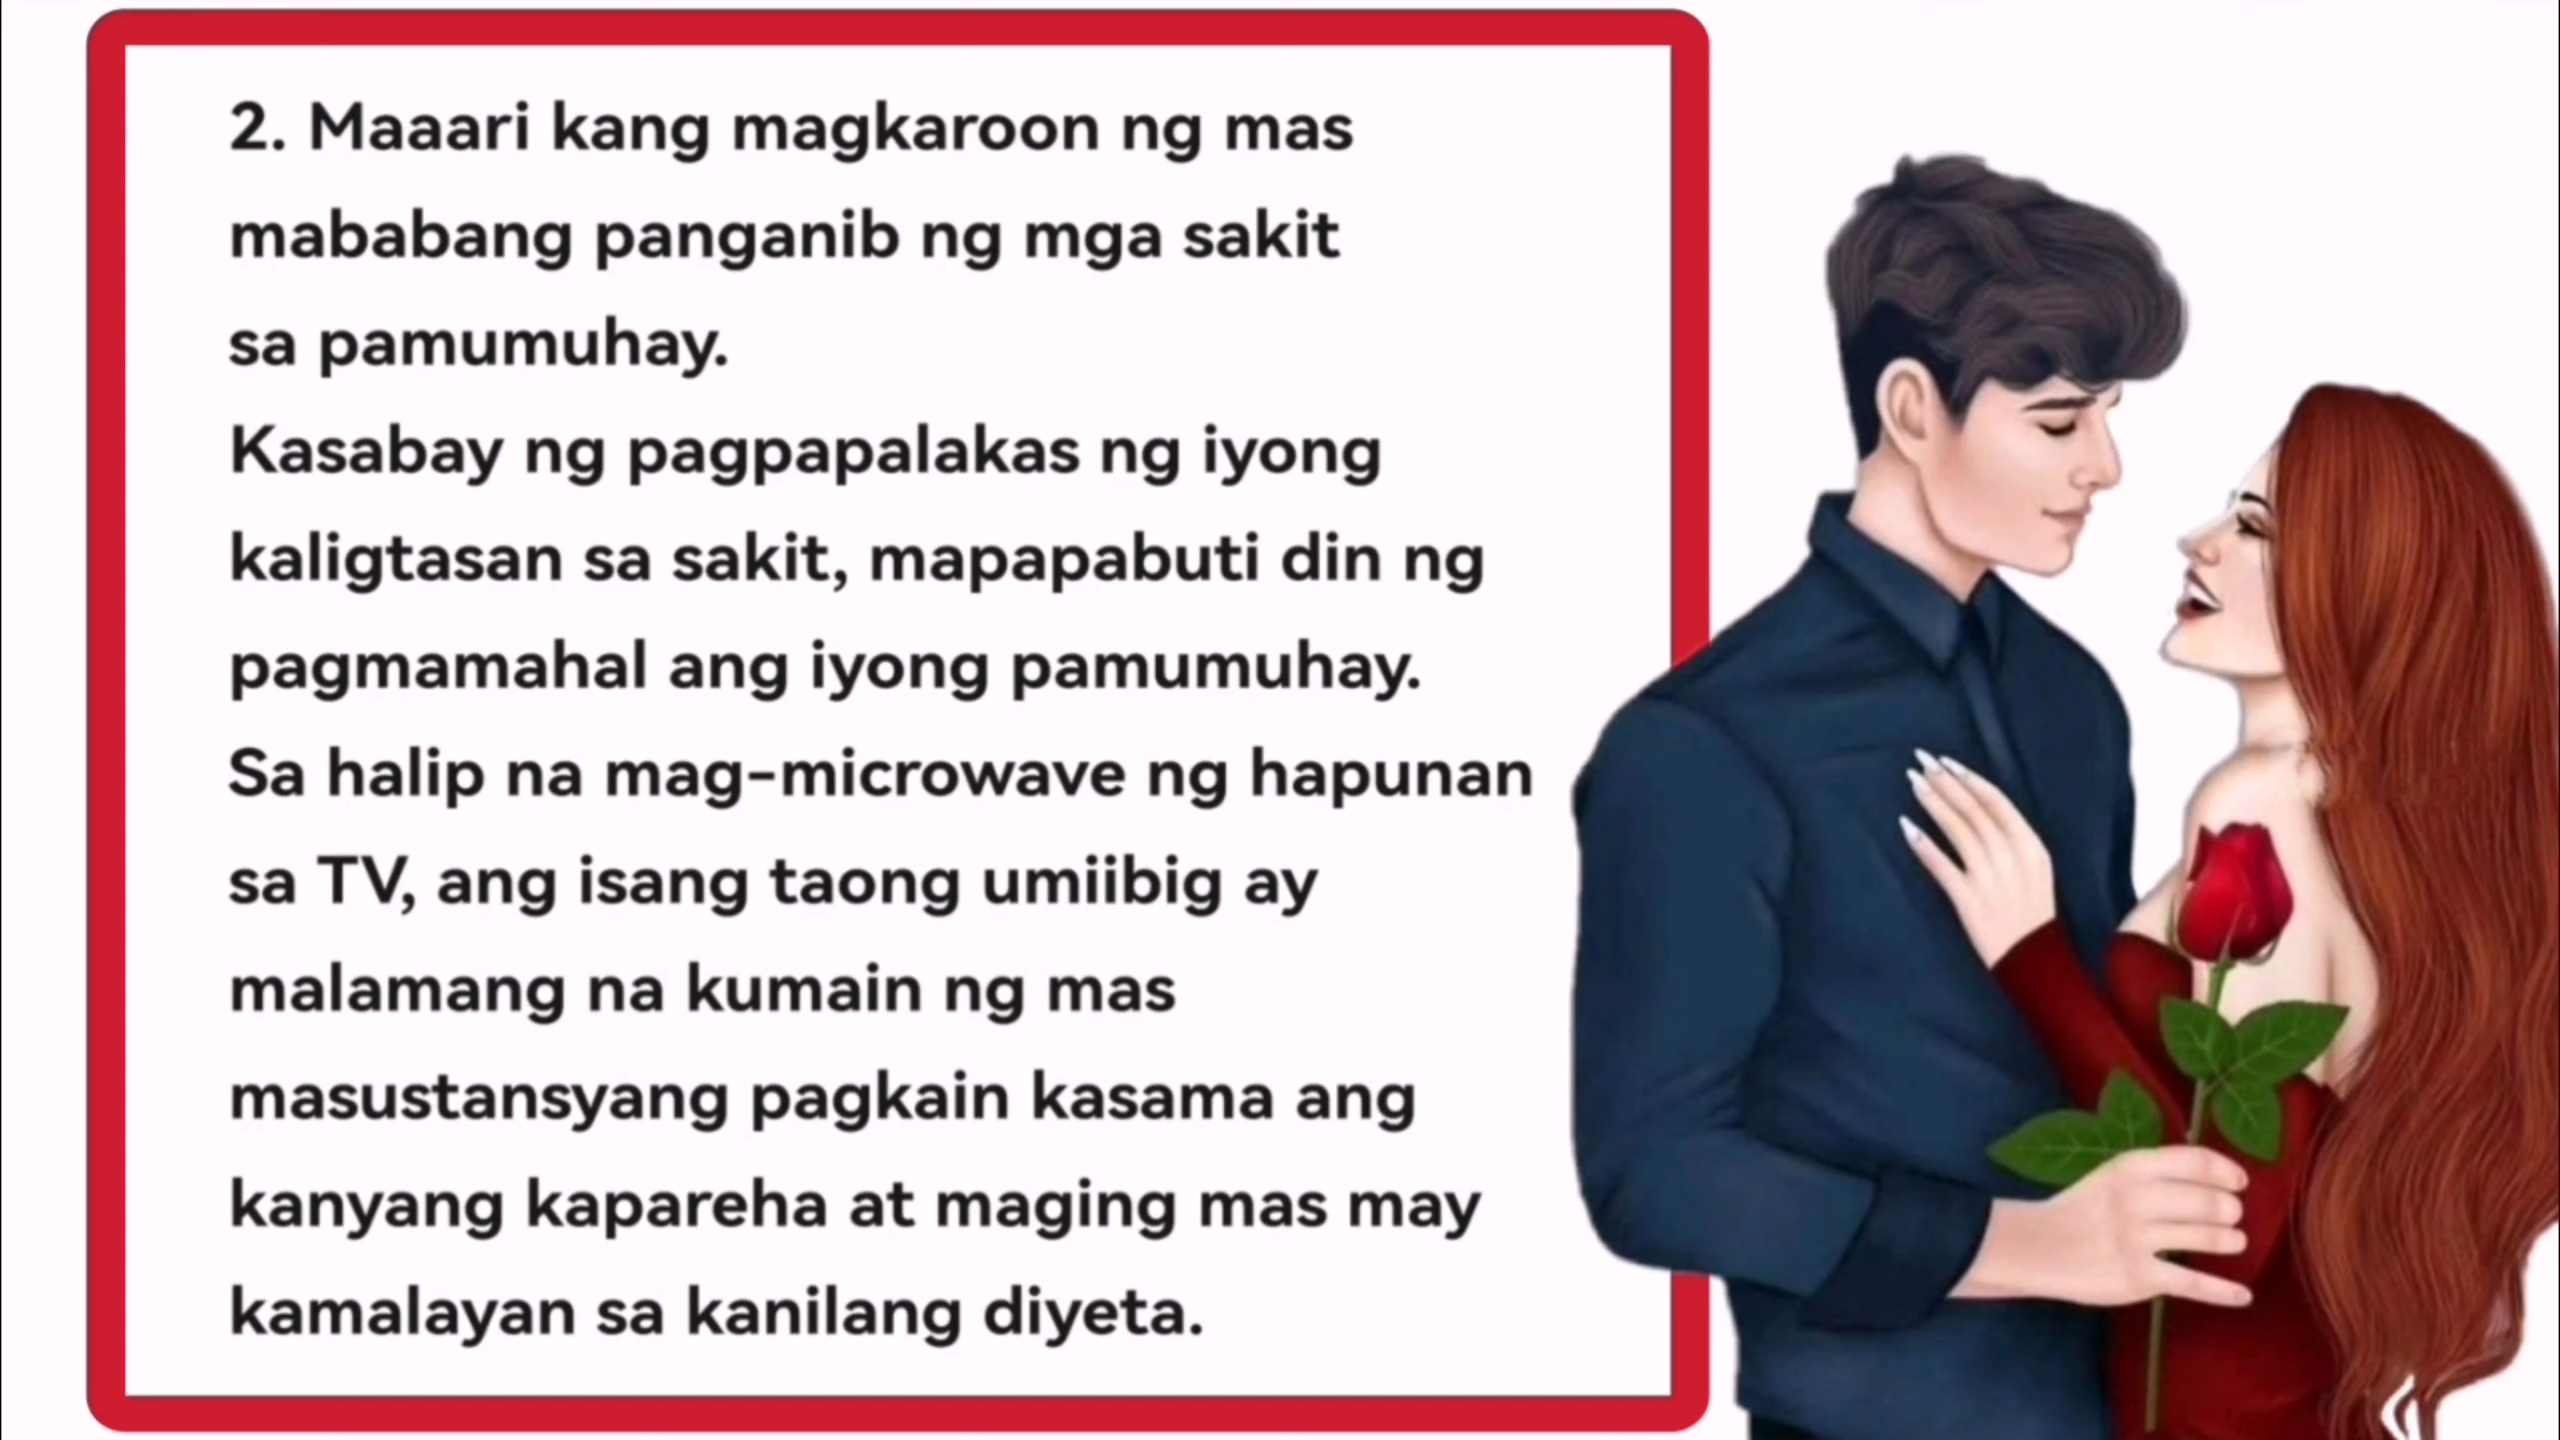 2. Maaari kang magkaroon ng mas
mababang panganib ng mga sakit
sa pamumuhay.
Kasabay ng pagpapalakas ng iyong
kaligtasan sa sakit, mapapabuti din ng
pagmamahal ang iyong pamumuhay.
Sa halip na mag-microwave ng hapunan
sa TV, ang isang taong umiibig ay
malamang na kumain ng mas
masustansyang pagkain kasama ang
kanyang kapareha at maging mas may
kamalayan sa kanilang diyeta.